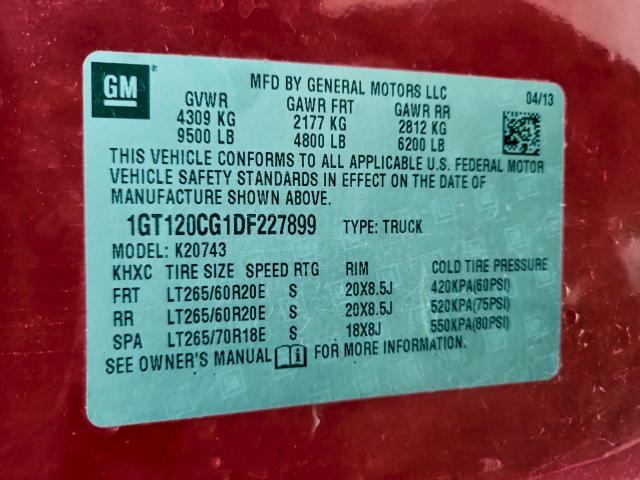 GM
MFD BY GENERAL MOTORS LLC
04/13
GVWR GAWR FRT GAWR RR
4309 KG 2177 KG 2812 KG
9500 LB 4800 LB 6200 LB
THIS VEHICLE CONFORMS TO ALL APPLICABLE U.S. FEDERAL MOTOR
VEHICLE SAFETY STANDARDS IN EFFECT ON THE DATE OF
MANUFACTURE SHOWN ABOVE.
1GT120CG1DF227899 TYPE: TRUCK
MODEL: K20743
KHXC TIRE SIZE SPEED RTG RIM COLD TIRE PRESSURE
FRT LT265/60R20E S 20X8.5J 420KPA(60PSI)
RR LT265/60R20E S 20X8.5J 520KPA(75PSI)
SPA LT265/70R18E S 18X8J 550KPA(80PSI)
SEE OWNER'S MANUAL FOR MORE INFORMATION.